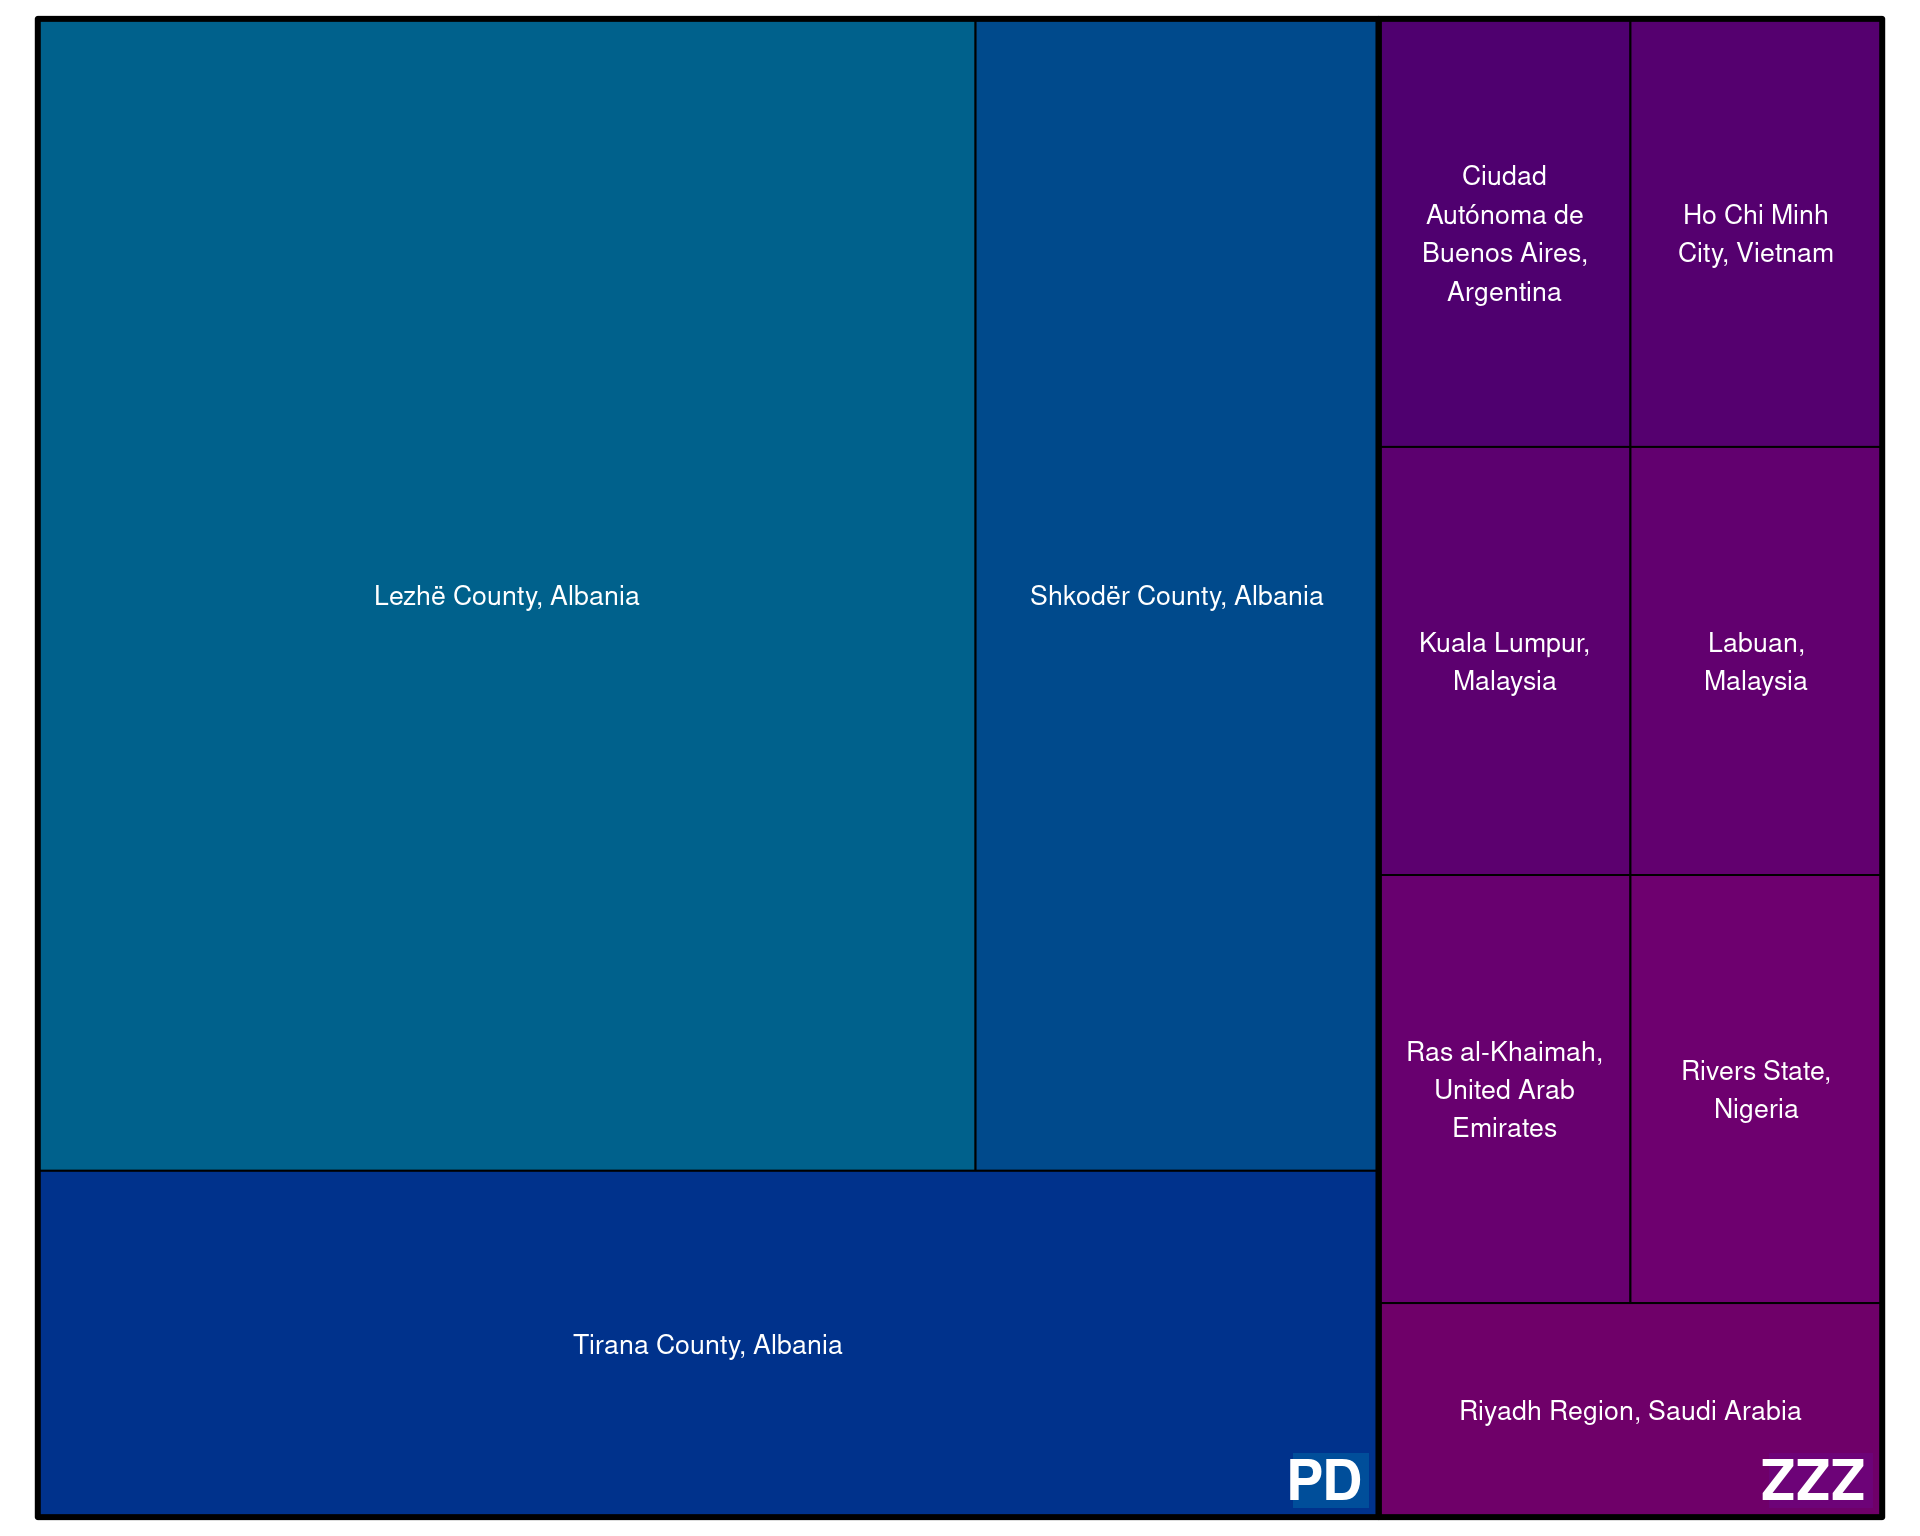 Lezhë County, Albania
Shkodër County, Albania
Tirana County, Albania
PD
Ciudad
Autónoma de
Buenos Aires,
Argentina
Ho Chi Minh
City, Vietnam
Kuala Lumpur,
Malaysia
Labuan,
Malaysia
Ras al-Khaimah,
United Arab
Emirates
Rivers State,
Nigeria
Riyadh Region, Saudi Arabia
ZZZ